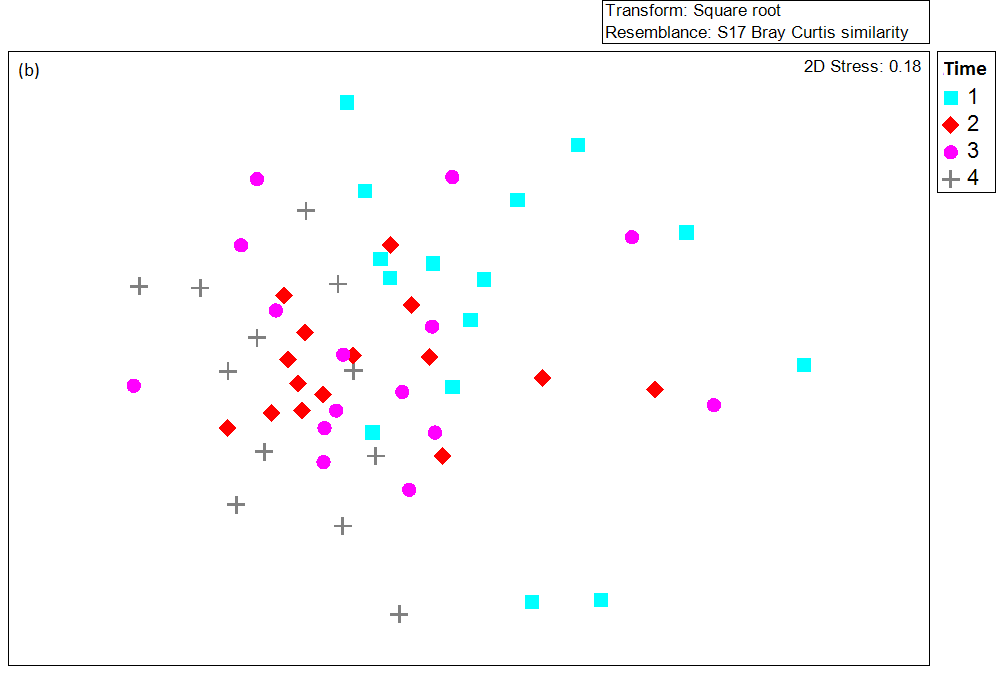 Transform: Square root
Resemblance: S17 Bray Curtis similarity
(b)
2D Stress: 0.18
Time
1
2
3
4